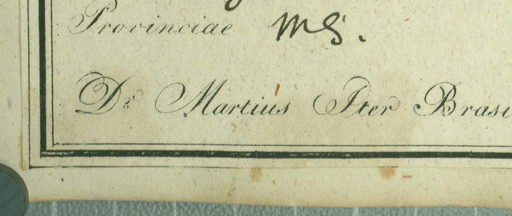 Provinciae MG.
Dr. Martius Iter Brasi